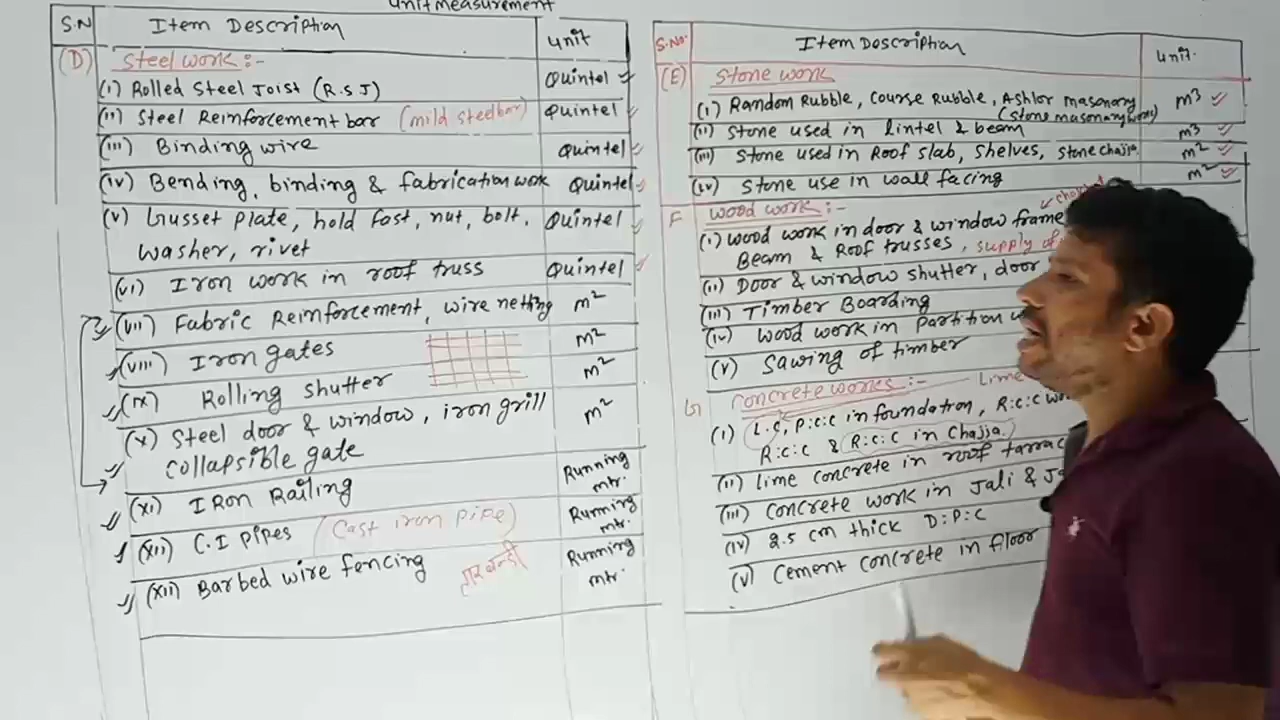 Unit Measurement
S.N Item Description Unit
(D) Steel work :-
(i) Rolled Steel Joist (R.S.J) Quintel
(ii) Steel Reinforcement bar (mild steel bar) Quintel
(iii) Binding wire Quintel
(iv) Bending, binding & fabrication work Quintel
(v) Gusset plate, hold fast, nut, bolt, Quintel
washer, rivet
(vi) Iron work in roof truss Quintel
(vii) Fabric Reinforcement, wire netting m²
(viii) Iron gates m²
(ix) Rolling shutter m²
(x) Steel door & window, iron grill m²
collapsible gate
(xi) Iron Railing Running mtr.
(xii) C.I pipes (Cast iron pipe) Running mtr.
(xii) Barbed wire fencing Running mtr.
S.No. Item Description Unit.
(E) Stone work
(i) Random Rubble, Course Rubble, Ashlor masonary m³
(stone masonary work)
(ii) Stone used in lintel & beam m³
(iii) Stone used in Roof slab, shelves, stone chajja m²
(iv) Stone use in wall facing m²
F Wood work :-
(i) Wood work in door & window frame
Beam & Roof trusses, supply of
(ii) Door & window shutter, door
(iii) Timber Boarding
(iv) Wood work in Partition
(v) Sawing of timber
G Concrete works :- Lime
(i) L.C, P.C.C in foundation, R.C.C
R.C.C & R.C.C in Chajja.
(ii) Lime concrete in roof
(iii) Concrete work in Jali &
(iv) 2.5 cm thick D.P.C
(v) Cement concrete in floor